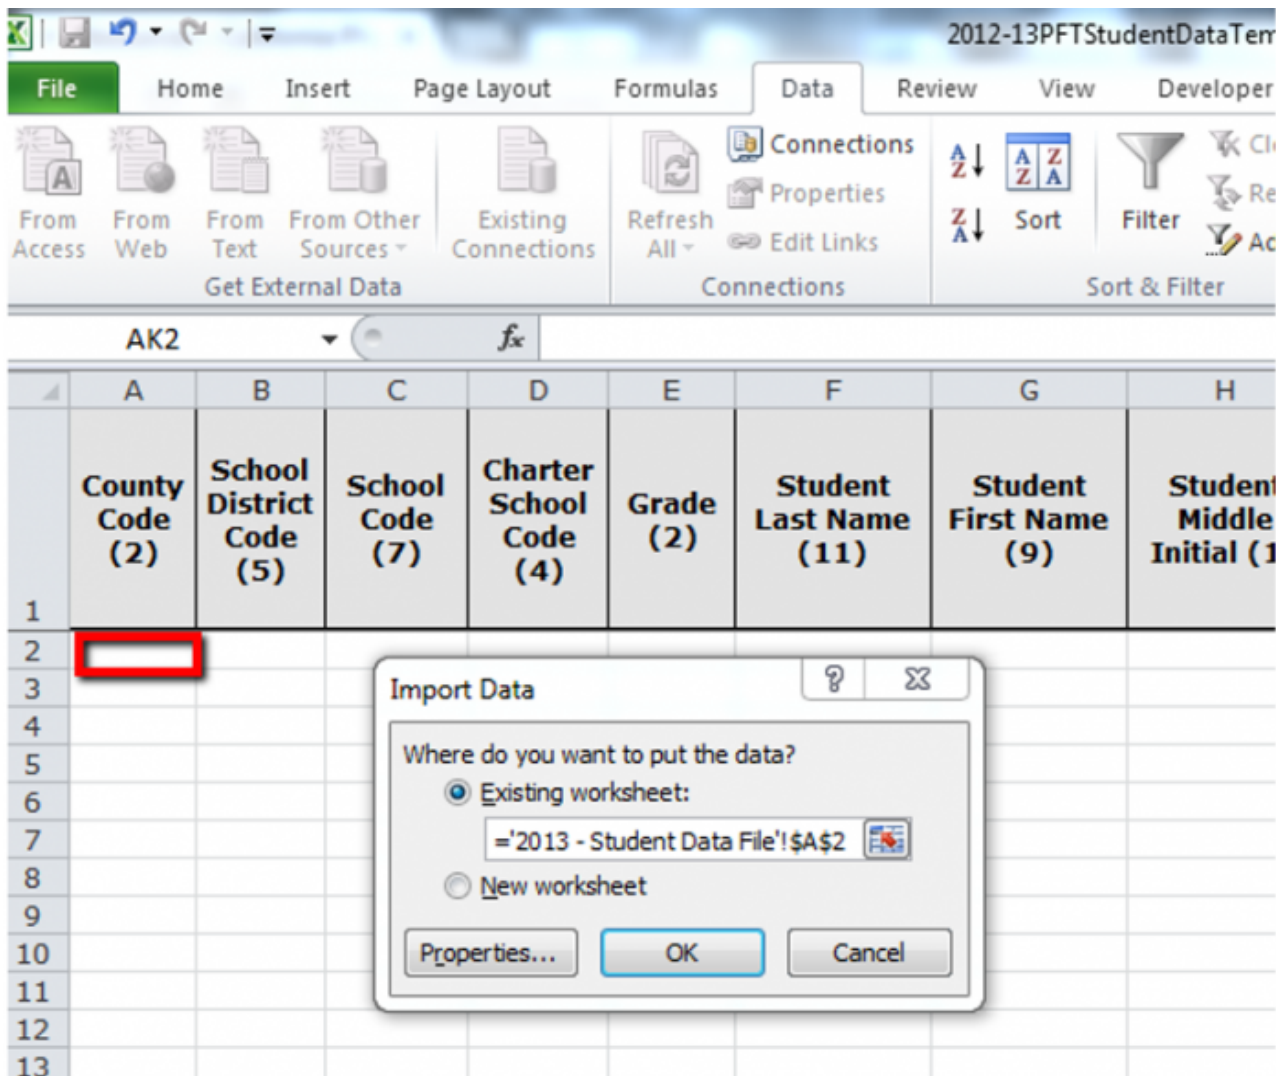 2012-13PFTStudentDataTem
File Home Insert Page Layout Formulas Data Review View Developer
From Access
From Web
From Text
From Other Sources
Existing Connections
Get External Data
Refresh All
Connections
Properties
Edit Links
Connections
Sort
Filter
Sort & Filter
AK2
fx
A B C D E F G H
1
County Code (2)
School District Code (5)
School Code (7)
Charter School Code (4)
Grade (2)
Student Last Name (11)
Student First Name (9)
Student Middle Initial (1
2
3
4
5
6
7
8
9
10
11
12
13
Import Data
Where do you want to put the data?
Existing worksheet:
='2013 - Student Data File'!$A$2
New worksheet
Properties...
OK
Cancel